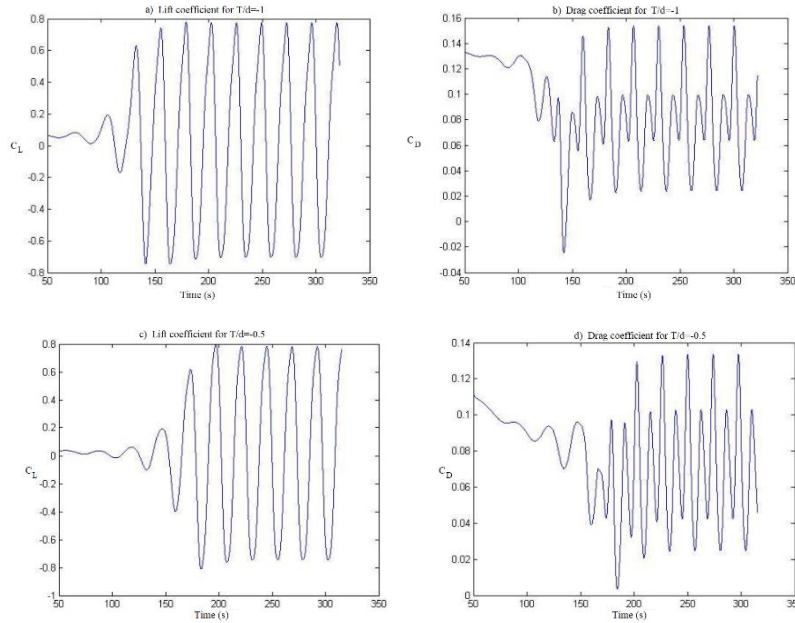 a) Lift coefficient for T/d=-1
0.8
0.6
0.4
0.2
0
-0.2
-0.4
-0.6
-0.8
C_L
50 100 150 200 250 300 350
Time (s)
b) Drag coefficient for T/d=-1
0.16
0.14
0.12
0.1
0.08
0.06
0.04
0.02
0
-0.02
-0.04
C_D
50 100 150 200 250 300 350
Time (s)
c) Lift coefficient for T/d=-0.5
0.8
0.6
0.4
0.2
0
-0.2
-0.4
-0.6
-0.8
-1
C_L
50 100 150 200 250 300 350
Time (s)
d) Drag coefficient for T/d=-0.5
0.14
0.12
0.1
0.08
0.06
0.04
0.02
0
C_D
50 100 150 200 250 300 350
Time (s)